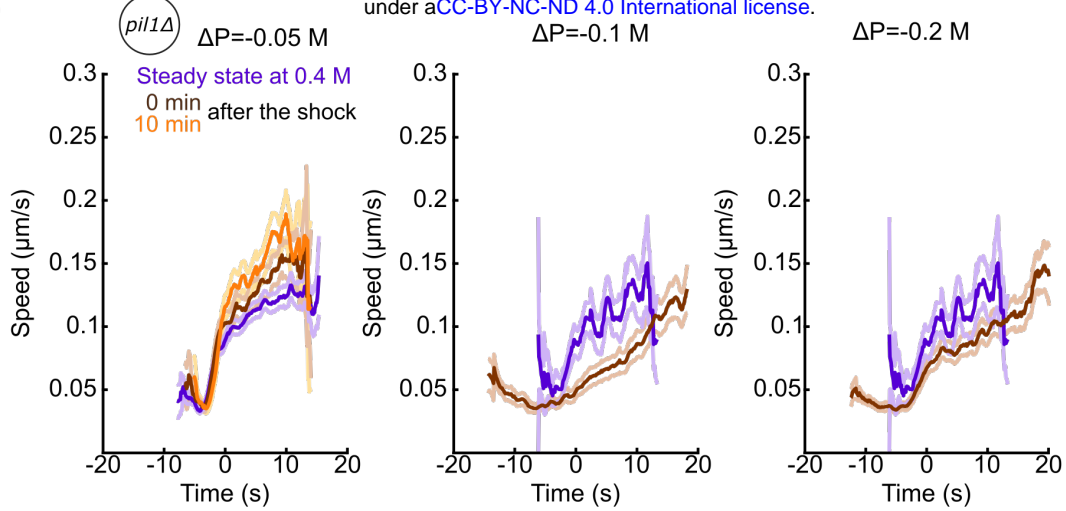 under aCC-BY-NC-ND 4.0 International license.
pil1Δ
ΔP=-0.05 M
ΔP=-0.1 M
ΔP=-0.2 M
Steady state at 0.4 M
0 min
10 min
after the shock
Speed (μm/s)
0.3
0.25
0.2
0.15
0.1
0.05
-20
-10
0
10
20
Time (s)
Speed (μm/s)
0.3
0.25
0.2
0.15
0.1
0.05
-20
-10
0
10
20
Time (s)
Speed (μm/s)
0.3
0.25
0.2
0.15
0.1
0.05
-20
-10
0
10
20
Time (s)